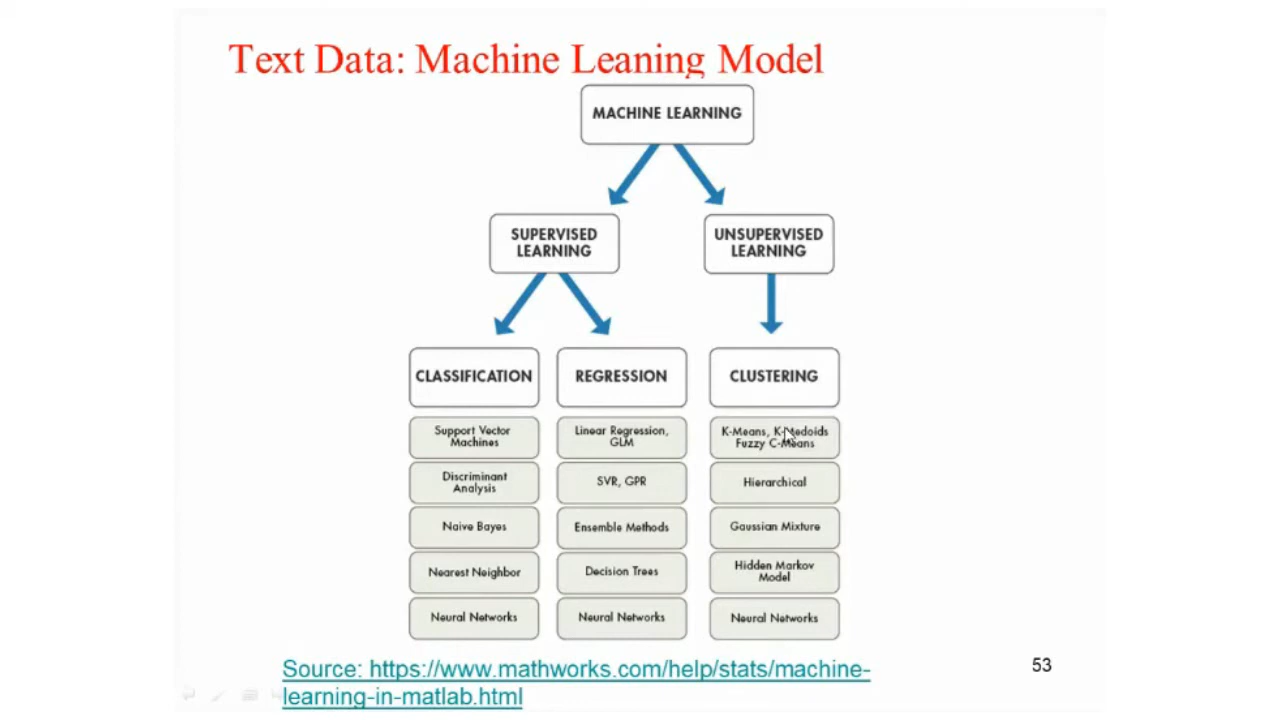 Text Data: Machine Leaning Model
MACHINE LEARNING
SUPERVISED
LEARNING
UNSUPERVISED
LEARNING
CLASSIFICATION
REGRESSION
CLUSTERING
Support Vector
Machines
Linear Regression,
GLM
K-Means, K-Medoids
Fuzzy C-Means
Discriminant
Analysis
SVR, GPR
Hierarchical
Naive Bayes
Ensemble Methods
Gaussian Mixture
Nearest Neighbor
Decision Trees
Hidden Markov
Model
Neural Networks
Neural Networks
Neural Networks
Source: https://www.mathworks.com/help/stats/machine-
learning-in-matlab.html
53